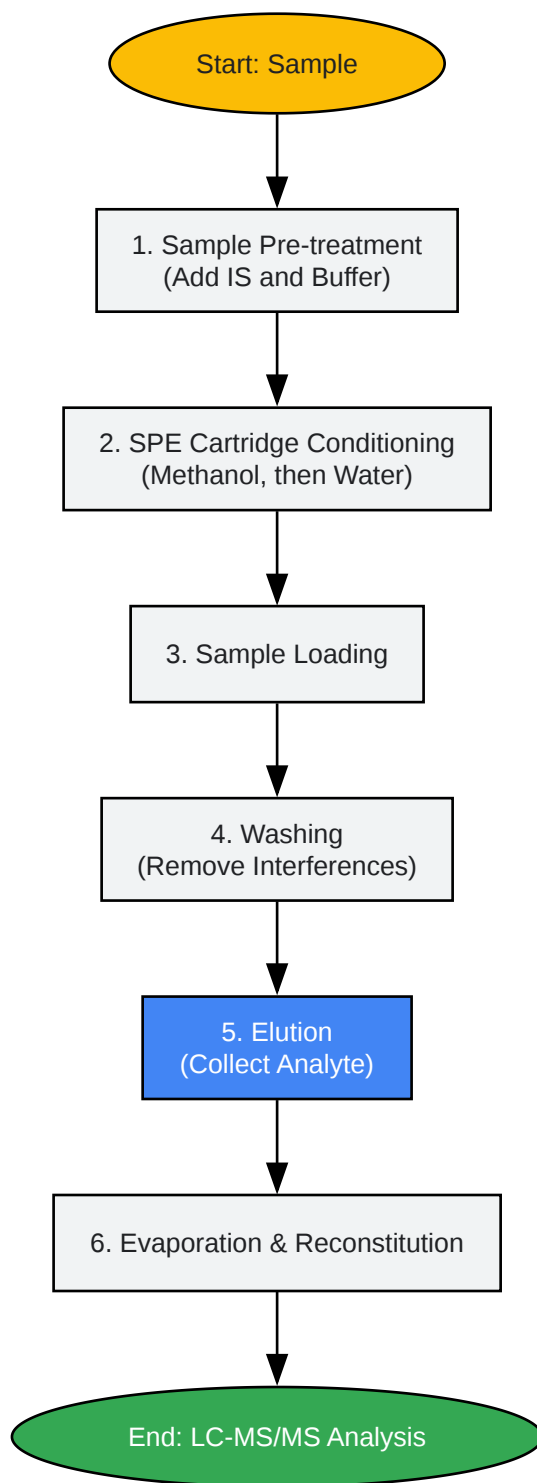 Start: Sample
1. Sample Pre-treatment
(Add IS and Buffer)
2. SPE Cartridge Conditioning
(Methanol, then Water)
3. Sample Loading
4. Washing
(Remove Interferences)
5. Elution
(Collect Analyte)
6. Evaporation & Reconstitution
End: LC-MS/MS Analysis